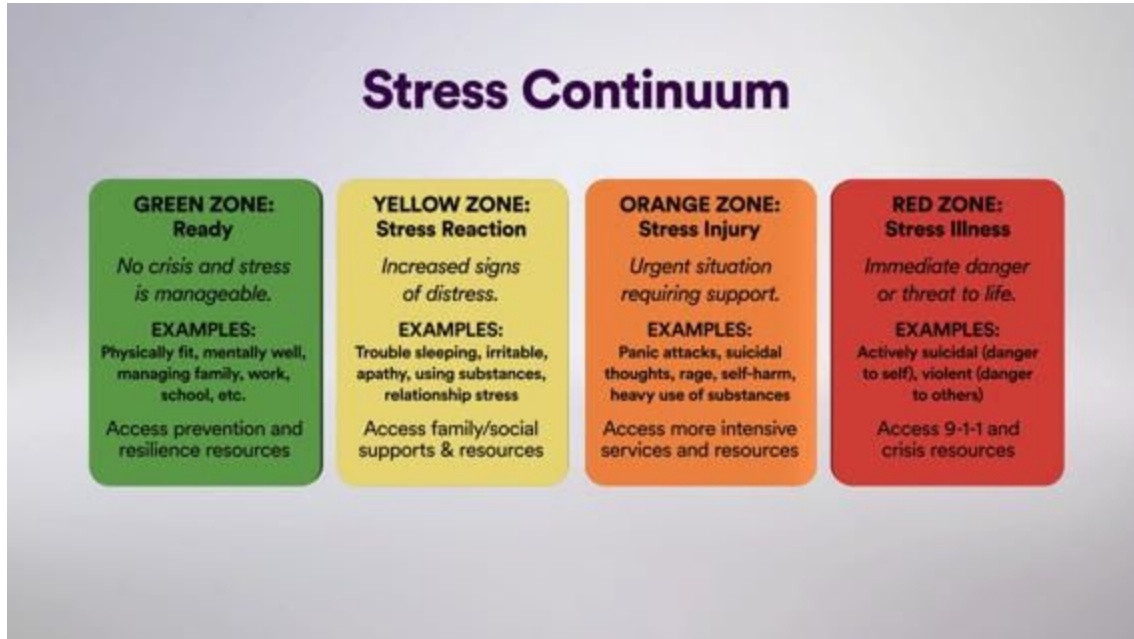 Stress Continuum
GREEN ZONE:
Ready
No crisis and stress
is manageable.
EXAMPLES:
Physically fit, mentally well,
managing family, work,
school, etc.
Access prevention and
resilience resources
YELLOW ZONE:
Stress Reaction
Increased signs
of distress.
EXAMPLES:
Trouble sleeping, irritable,
apathy, using substances,
relationship stress
Access family/social
supports & resources
ORANGE ZONE:
Stress Injury
Urgent situation
requiring support.
EXAMPLES:
Panic attacks, suicidal
thoughts, rage, self-harm,
heavy use of substances
Access more intensive
services and resources
RED ZONE:
Stress Illness
Immediate danger
or threat to life.
EXAMPLES:
Actively suicidal (danger
to self), violent (danger
to others)
Access 9-1-1 and
crisis resources